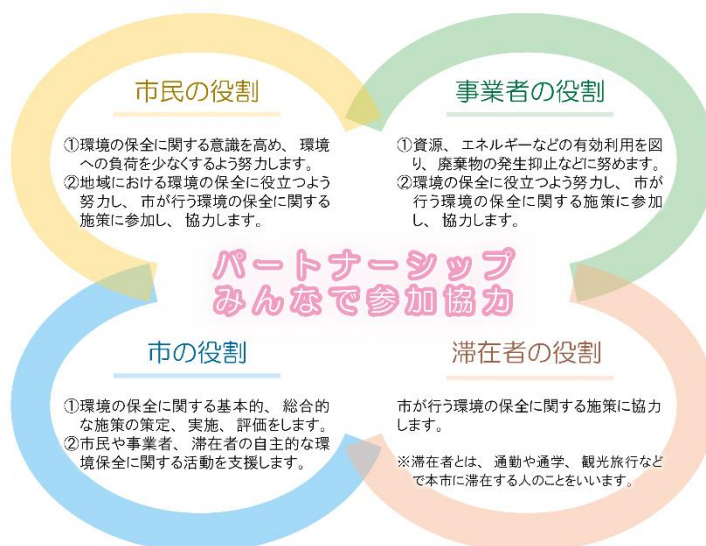 市民の役割
①環境の保全に関する意識を高め、環境
への負荷を少なくするよう努力します。
②地域における環境の保全に役立つよう
努力し、市が行う環境の保全に関する
施策に参加し、協力します。
事業者の役割
①資源、エネルギーなどの有効利用を図
り、廃棄物の発生抑止などに努めます。
②環境の保全に役立つよう努力し、市が
行う環境の保全に関する施策に参加
し、協力します。
パートナーシップ
みんなで参加協力
市の役割
①環境の保全に関する基本的、総合的
な施策の策定、実施、評価をします。
②市民や事業者、滞在者の自主的な環
境保全に関する活動を支援します。
滞在者の役割
市が行う環境の保全に関する施策に協力
します。
※滞在者とは、通勤や通学、観光旅行など
で本市に滞在する人のことをいいます。